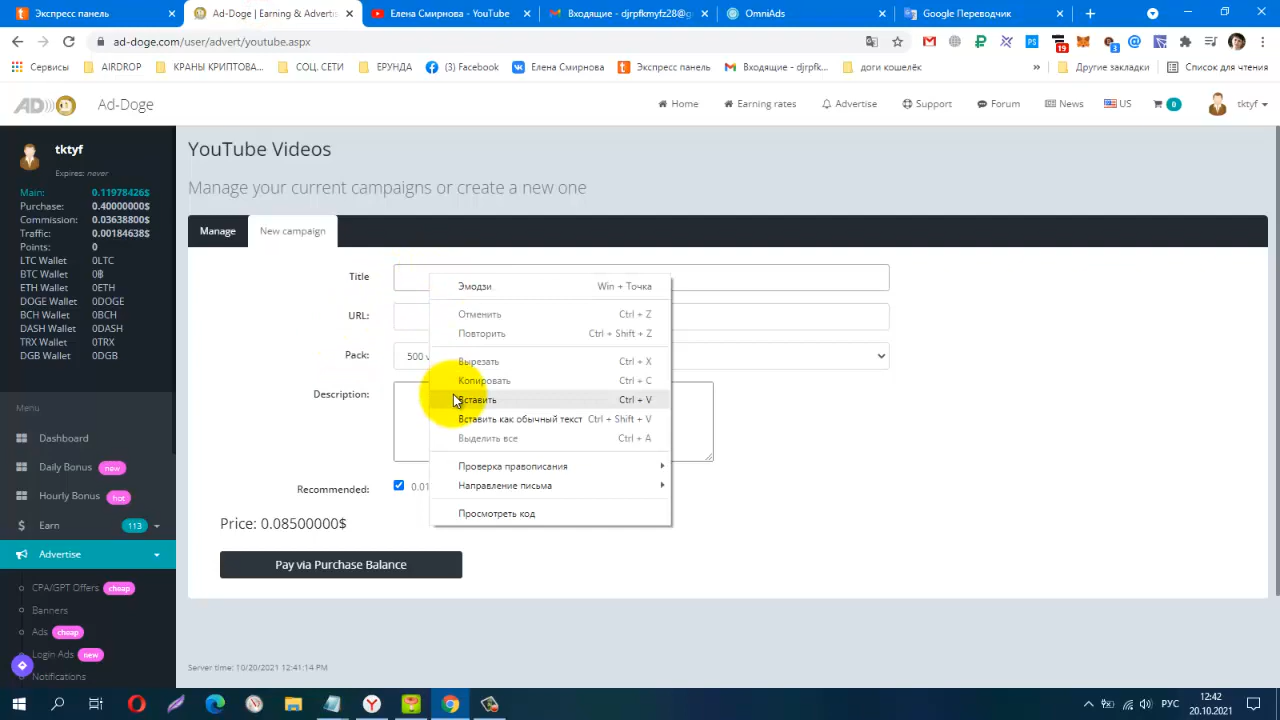 Экспресс панель
Ad-Doge | Earning & Advertis
Елена Смирнова - YouTube
Входящие - djrpfkmyfz28@g
OmniAds
Google Переводчик
ad-doge.com/user/advert/youtube.aspx
19
3
Сервисы
AIRDROP
КРАНЫ КРИПТОВА...
СОЦ. СЕТИ
ЕРУНДА
(3) Facebook
Елена Смирнова
Экспресс панель
Входящие - djrpfk...
доги кошелёк
»
Другие закладки
Список для чтения
AD
Ad-Doge
Home
Earning rates
Advertise
Support
Forum
News
US
0
tktyf
tktyf
Expires: never
Main: 0.11978426$
Purchase: 0.40000000$
Commission: 0.03638800$
Traffic: 0.00184638$
Points: 0
LTC Wallet 0LTC
BTC Wallet 0฿
ETH Wallet 0ETH
DOGE Wallet 0DOGE
BCH Wallet 0BCH
DASH Wallet 0DASH
TRX Wallet 0TRX
DGB Wallet 0DGB
Menu
Dashboard
Daily Bonus new
Hourly Bonus hot
Earn 113
Advertise
CPA/GPT Offers cheap
Banners
Ads cheap
Login Ads new
Notifications
YouTube Videos
Manage your current campaigns or create a new one
Manage
New campaign
Title
URL:
Pack: 500 v
Description:
Recommended: 0.01
Price: 0.08500000$
Pay via Purchase Balance
Эмодзи Win + Точка
Отменить Ctrl + Z
Повторить Ctrl + Shift + Z
Вырезать Ctrl + X
Копировать Ctrl + C
Вставить Ctrl + V
Вставить как обычный текст Ctrl + Shift + V
Выделить все Ctrl + A
Проверка правописания
Направление письма
Просмотреть код
Server time: 10/20/2021 12:41:14 PM
РУС
12:42
20.10.2021